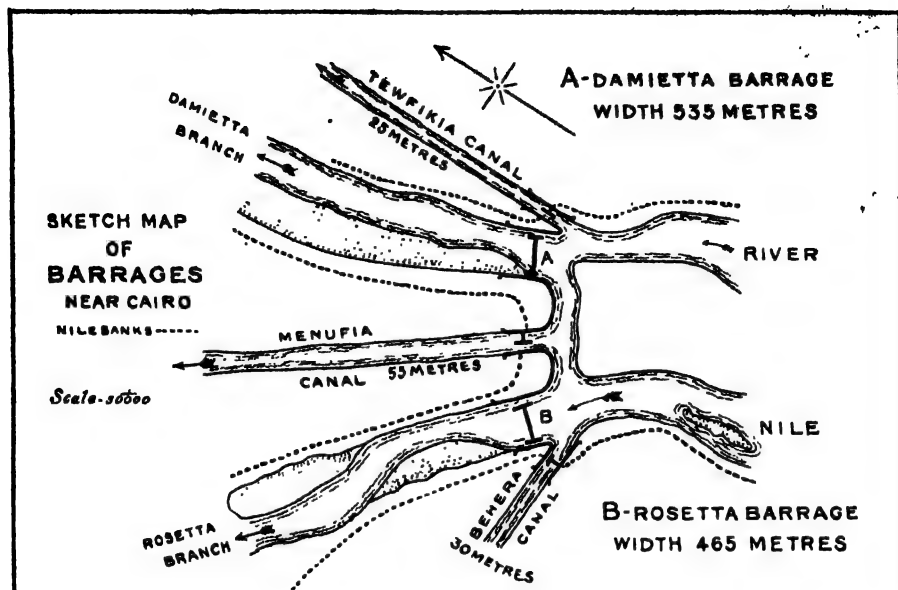 A-DAMIETTA BARRAGE
WIDTH 535 METRES
TEWFIKIA CANAL
25 METRES
DAMIETTA
BRANCH
SKETCH MAP
OF
BARRAGES
NEAR CAIRO
NILE BANKS
A
RIVER
MENUFIA
CANAL 55 METRES
Scale-
B
NILE
BEHERA
CANAL
30 METRES
ROSETTA
BRANCH
B-ROSETTA BARRAGE
WIDTH 465 METRES